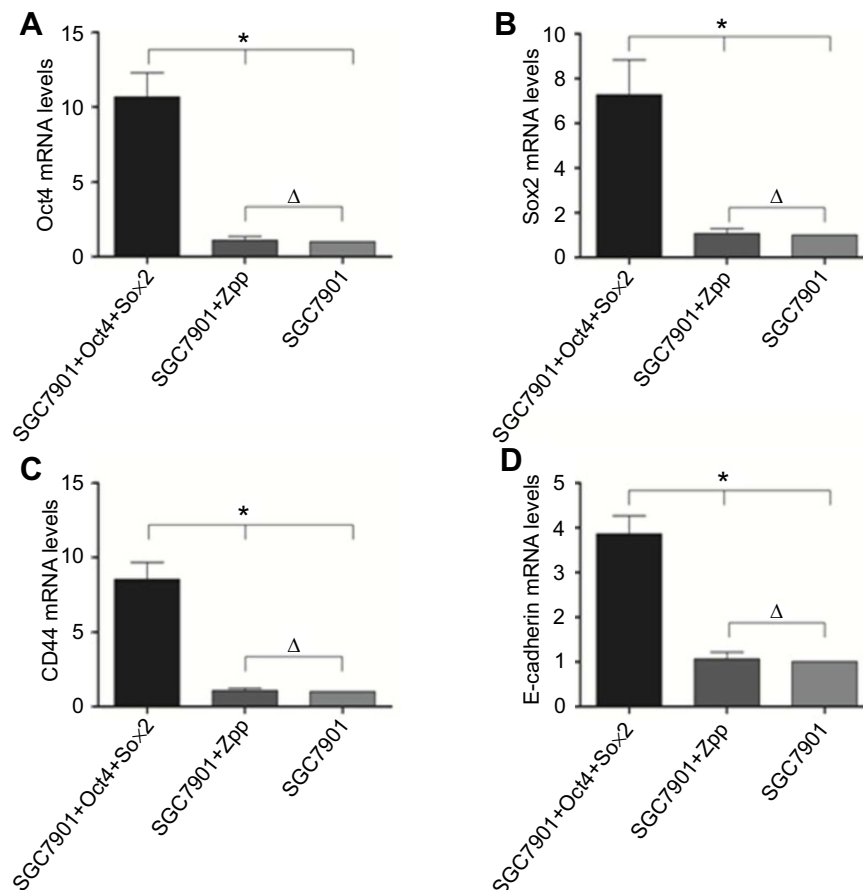 A
Oct4 mRNA levels
15
10
5
0
*
Δ
SGC7901+Oct4+Sox2
SGC7901+Zpp
SGC7901
B
Sox2 mRNA levels
10
8
6
4
2
0
*
Δ
SGC7901+Oct4+Sox2
SGC7901+Zpp
SGC7901
C
CD44 mRNA levels
15
10
5
0
*
Δ
SGC7901+Oct4+Sox2
SGC7901+Zpp
SGC7901
D
E-cadherin mRNA levels
5
4
3
2
1
0
*
Δ
SGC7901+Oct4+Sox2
SGC7901+Zpp
SGC7901